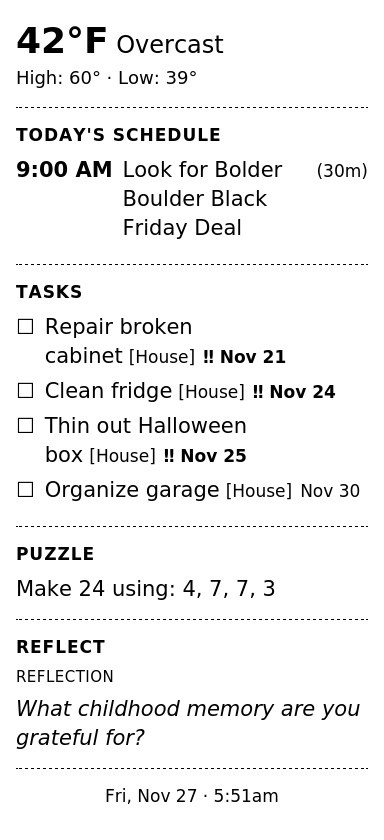 42°F Overcast
High: 60° · Low: 39°
TODAY'S SCHEDULE
9:00 AM Look for Bolder (30m)
Boulder Black
Friday Deal
TASKS
☐ Repair broken
cabinet [House] ‼ Nov 21
☐ Clean fridge [House] ‼ Nov 24
☐ Thin out Halloween
box [House] ‼ Nov 25
☐ Organize garage [House] Nov 30
PUZZLE
Make 24 using: 4, 7, 7, 3
REFLECT
REFLECTION
What childhood memory are you
grateful for?
Fri, Nov 27 · 5:51am